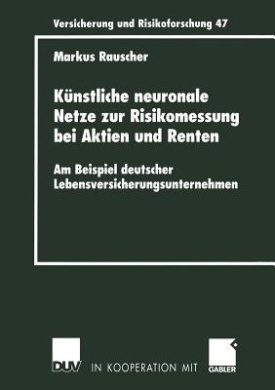 Versicherung und Risikoforschung 47
Markus Rauscher
Künstliche neuronale
Netze zur Risikomessung
bei Aktien und Renten
Am Beispiel deutscher
Lebensversicherungsunternehmen
DUV IN KOOPERATION MIT GABLER